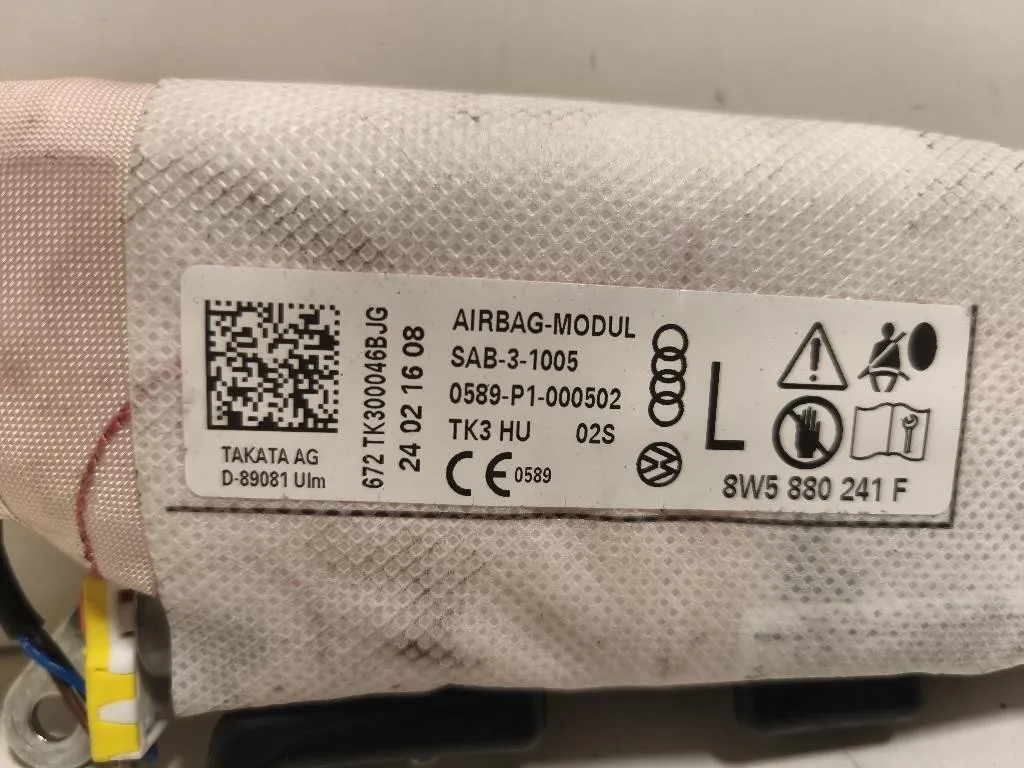 TAKATA AG
D-89081 Ulm
672 TK300046BJG
24 02 16 08
AIRBAG-MODUL
SAB-3-1005
0589-P1-000502
TK3 HU 02S
CE 0589
L
8W5 880 241 F